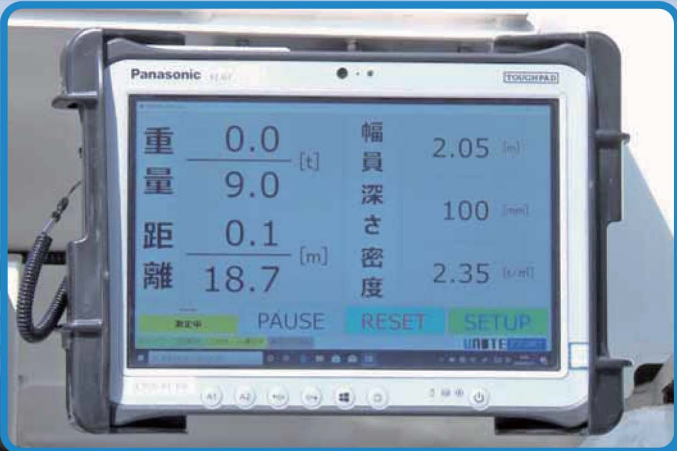 Panasonic
TOUGHPAD
重量
0.0
9.0
[t]
距離
0.1
18.7
[m]
幅員
2.05 [m]
深さ
100 [mm]
密度
2.35 [t/㎥]
測定中
PAUSE
RESET
SETUP
A1
A2